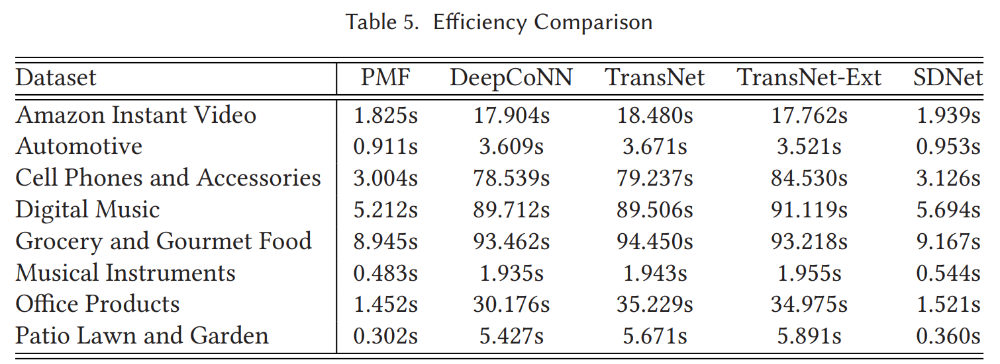 Table 5. Efficiency Comparison
Dataset PMF DeepCoNN TransNet TransNet-Ext SDNet
Amazon Instant Video 1.825s 17.904s 18.480s 17.762s 1.939s
Automotive 0.911s 3.609s 3.671s 3.521s 0.953s
Cell Phones and Accessories 3.004s 78.539s 79.237s 84.530s 3.126s
Digital Music 5.212s 89.712s 89.506s 91.119s 5.694s
Grocery and Gourmet Food 8.945s 93.462s 94.450s 93.218s 9.167s
Musical Instruments 0.483s 1.935s 1.943s 1.955s 0.544s
Office Products 1.452s 30.176s 35.229s 34.975s 1.521s
Patio Lawn and Garden 0.302s 5.427s 5.671s 5.891s 0.360s